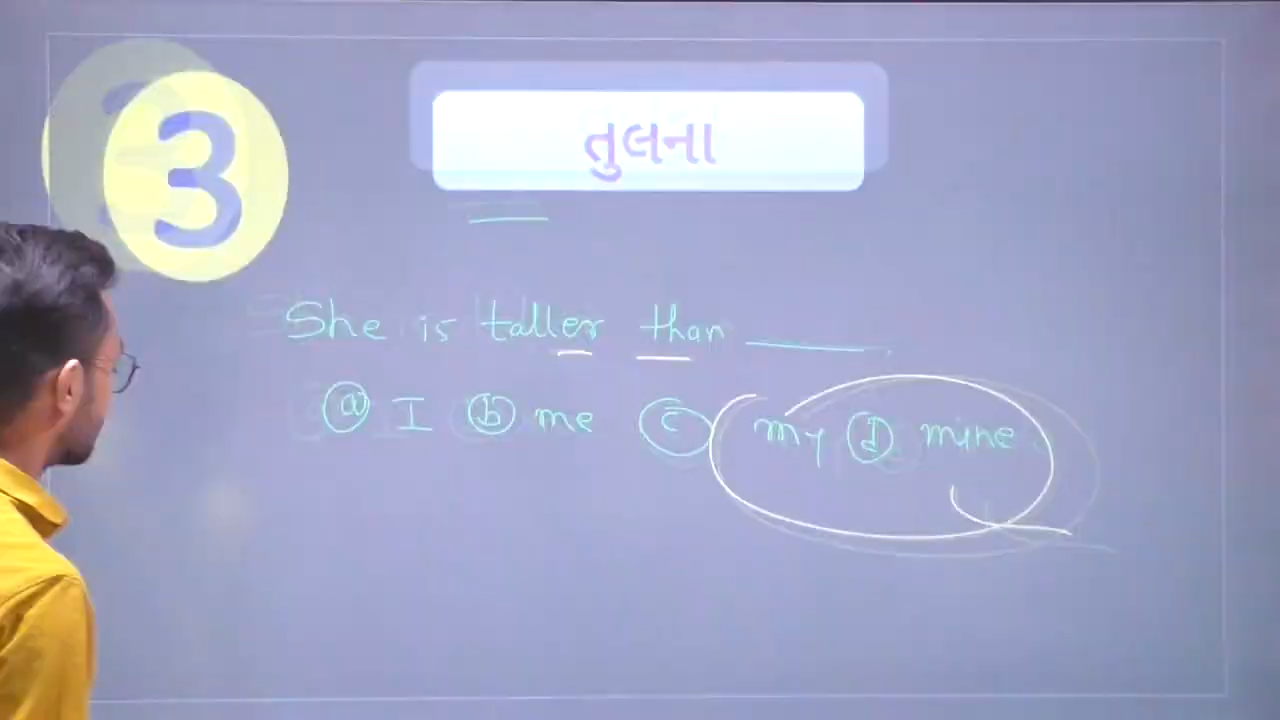 3
તુલના
She is taller than ______.
(a) I (b) me (c) my (D) mine